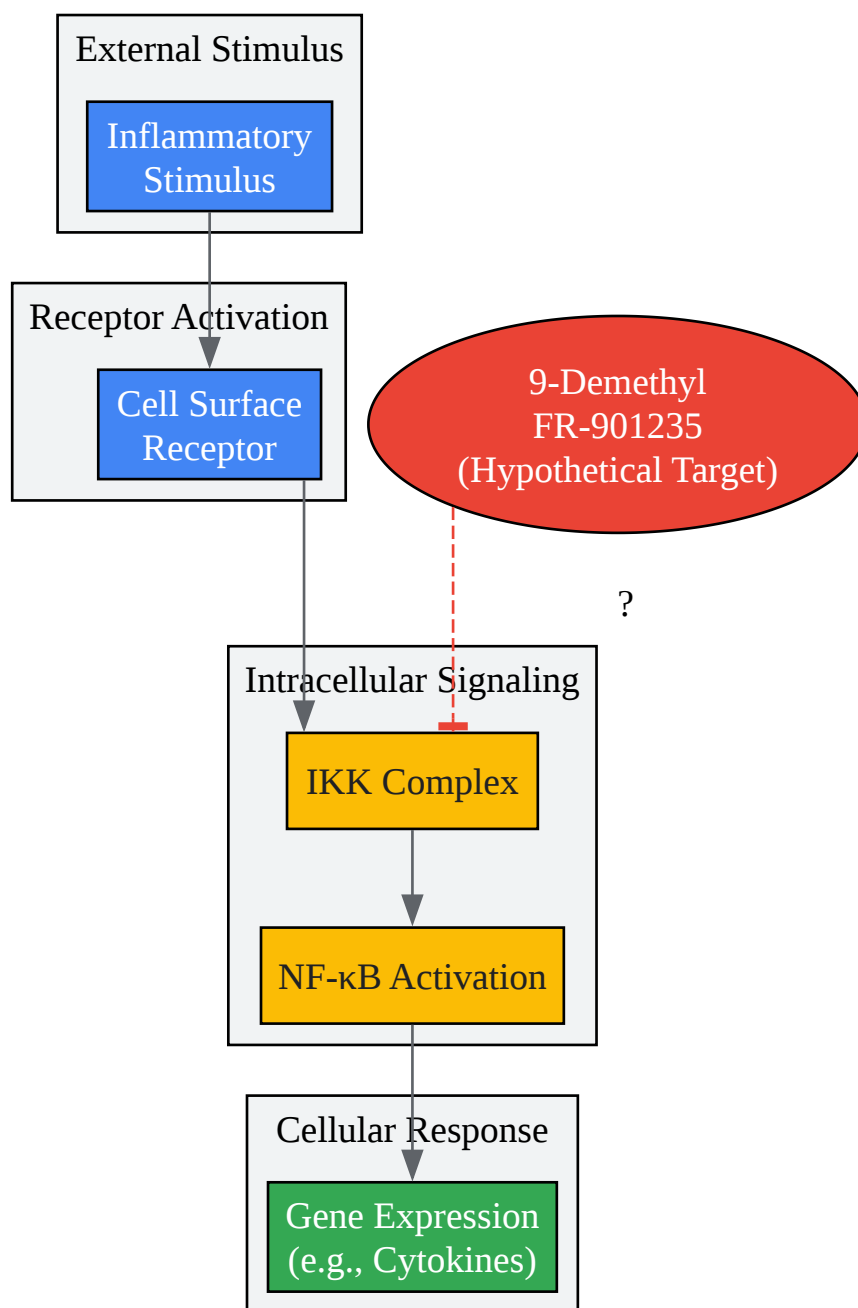 External Stimulus
Inflammatory
Stimulus
Receptor Activation
Cell Surface
Receptor
9-Demethyl
FR-901235
(Hypothetical Target)
?
Intracellular Signaling
IKK Complex
NF-κB Activation
Cellular Response
Gene Expression
(e.g., Cytokines)